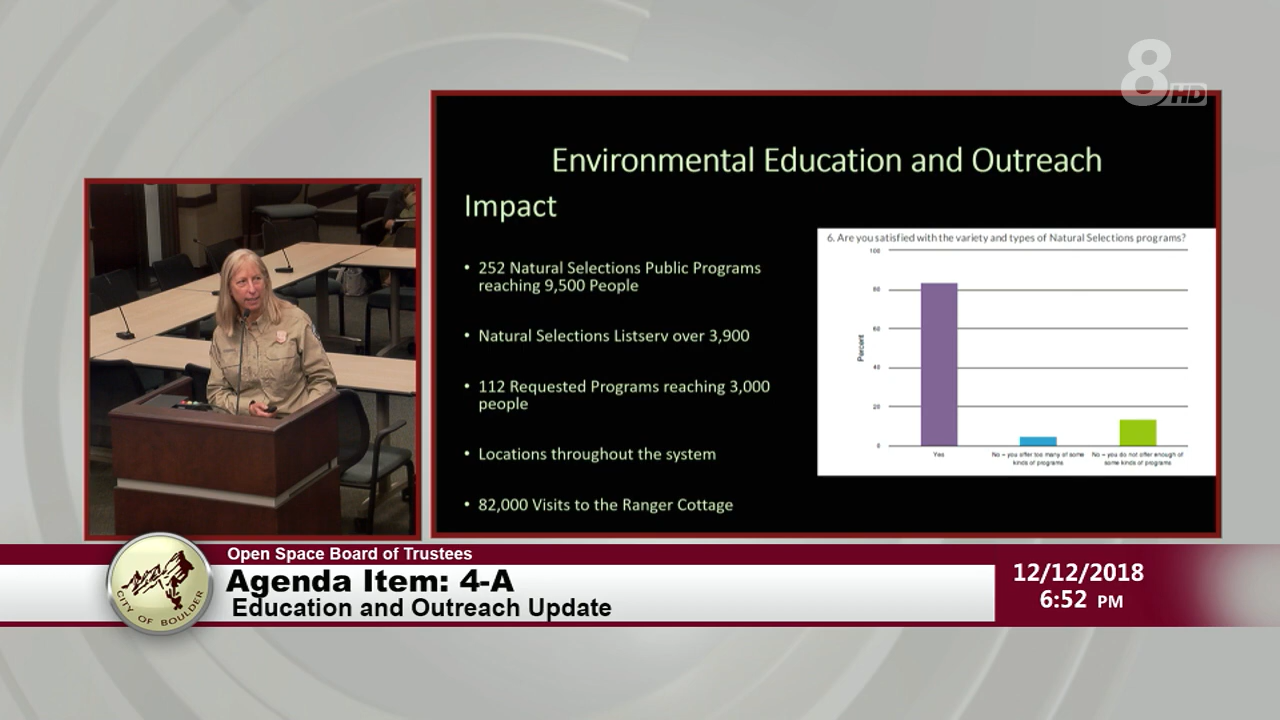 8HD
Environmental Education and Outreach
Impact
• 252 Natural Selections Public Programs
reaching 9,500 People
• Natural Selections Listserv over 3,900
• 112 Requested Programs reaching 3,000
people
• Locations throughout the system
• 82,000 Visits to the Ranger Cottage
6. Are you satisfied with the variety and types of Natural Selections programs?
100
80
60
40
20
0
Percent
Yes
No – you offer too many of some
kinds of programs
No – you do not offer enough of
some kinds of programs
Open Space Board of Trustees
Agenda Item: 4-A
Education and Outreach Update
CITY OF BOULDER
12/12/2018
6:52 PM